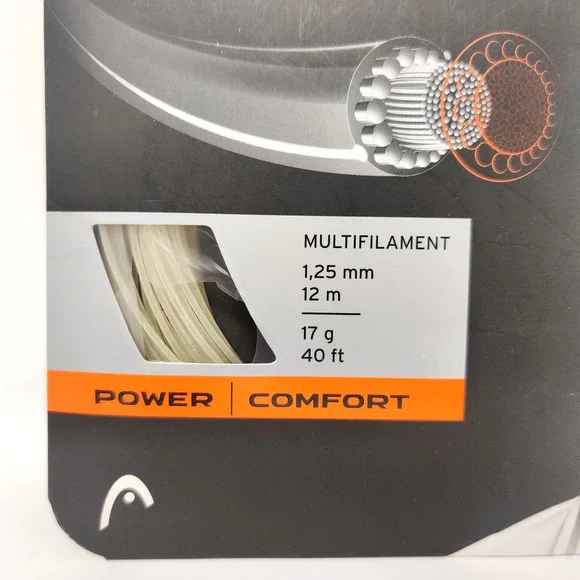 MULTIFILAMENT
1,25 mm
12 m
17 g
40 ft
POWER | COMFORT